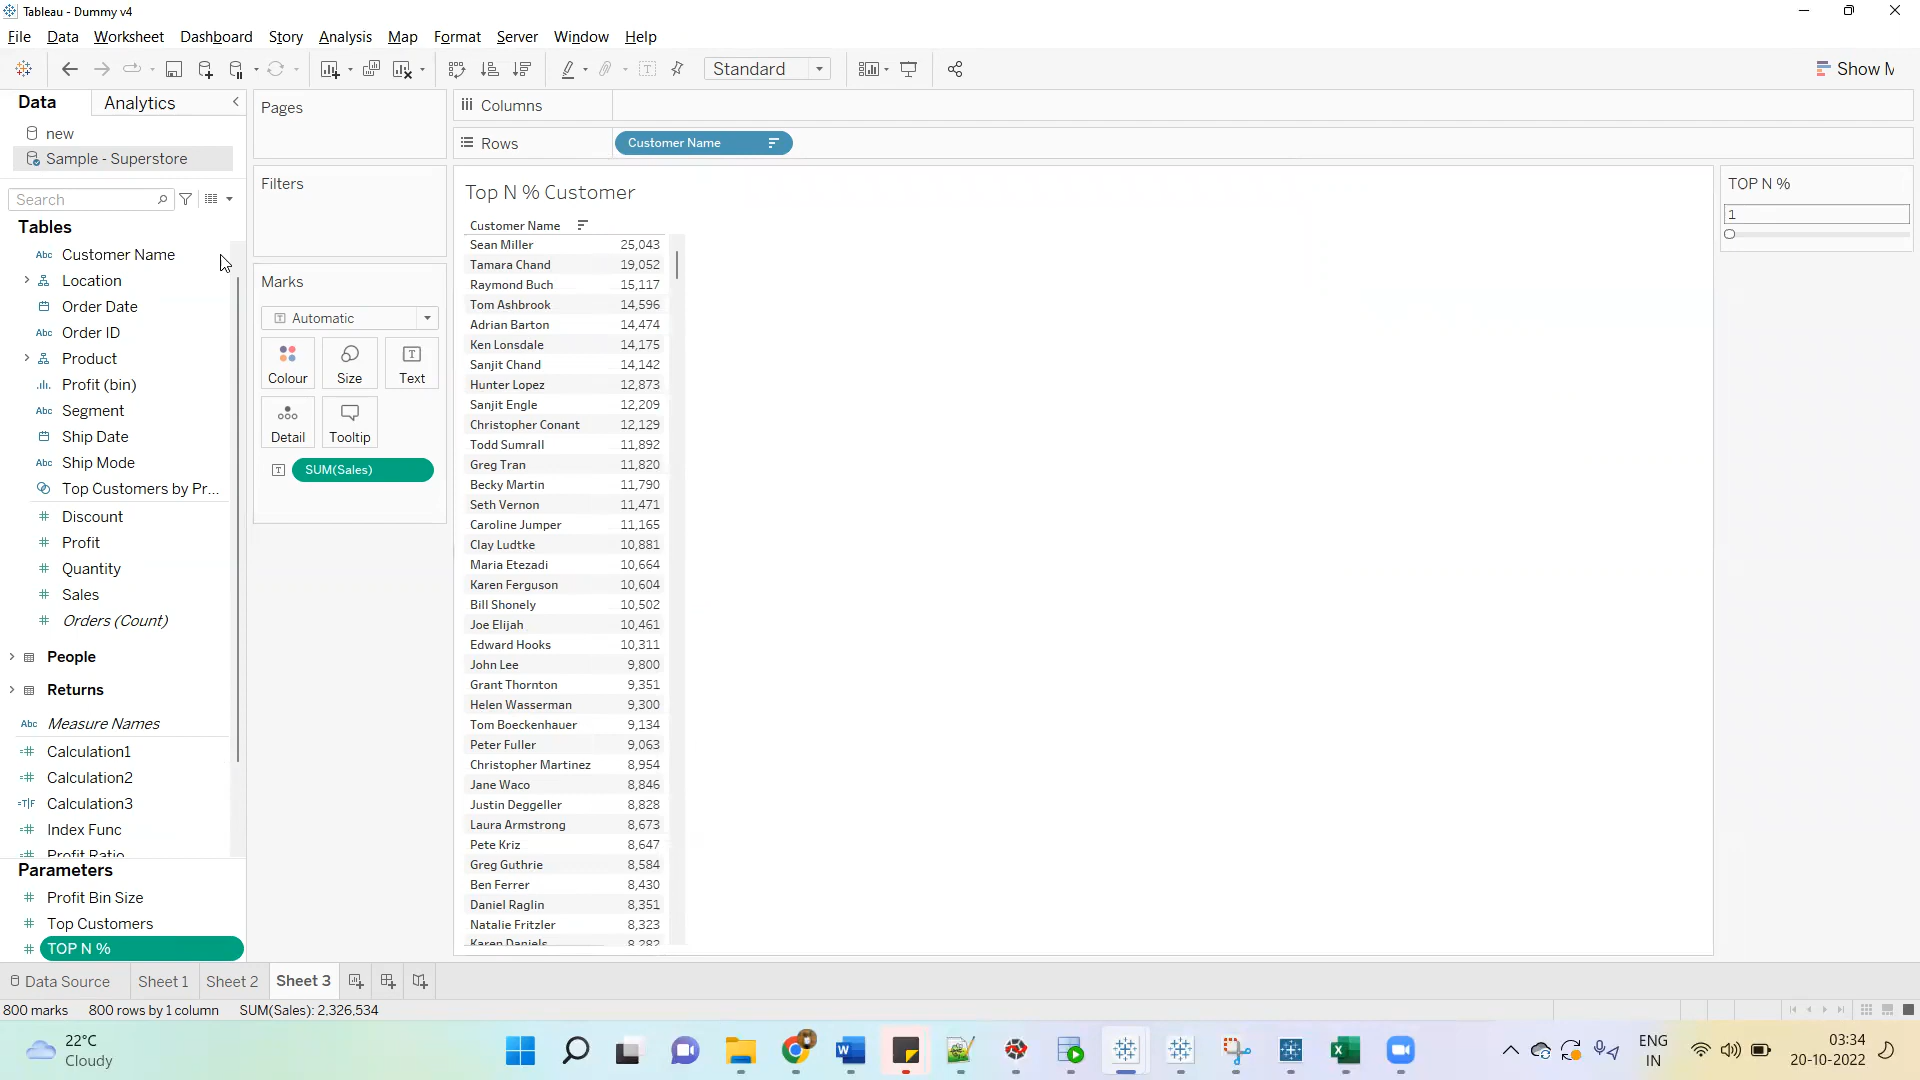 Tableau - Dummy v4
File Data Worksheet Dashboard Story Analysis Map Format Server Window Help
Standard
Show M
Data
Analytics
new
Sample - Superstore
Search
Tables
Abc Customer Name
Location
Order Date
Abc Order ID
Product
Profit (bin)
Abc Segment
Ship Date
Abc Ship Mode
Top Customers by Pr...
# Discount
# Profit
# Quantity
# Sales
# Orders (Count)
People
Returns
Abc Measure Names
=# Calculation1
=# Calculation2
=T|F Calculation3
=# Index Func
=# Profit Ratio
Parameters
# Profit Bin Size
# Top Customers
# TOP N %
Pages
Filters
Marks
Automatic
Colour
Size
Text
Detail
Tooltip
SUM(Sales)
Columns
Rows
Customer Name
Top N % Customer
Customer Name
Sean Miller 25,043
Tamara Chand 19,052
Raymond Buch 15,117
Tom Ashbrook 14,596
Adrian Barton 14,474
Ken Lonsdale 14,175
Sanjit Chand 14,142
Hunter Lopez 12,873
Sanjit Engle 12,209
Christopher Conant 12,129
Todd Sumrall 11,892
Greg Tran 11,820
Becky Martin 11,790
Seth Vernon 11,471
Caroline Jumper 11,165
Clay Ludtke 10,881
Maria Etezadi 10,664
Karen Ferguson 10,604
Bill Shonely 10,502
Joe Elijah 10,461
Edward Hooks 10,311
John Lee 9,800
Grant Thornton 9,351
Helen Wasserman 9,300
Tom Boeckenhauer 9,134
Peter Fuller 9,063
Christopher Martinez 8,954
Jane Waco 8,846
Justin Deggeller 8,828
Laura Armstrong 8,673
Pete Kriz 8,647
Greg Guthrie 8,584
Ben Ferrer 8,430
Daniel Raglin 8,351
Natalie Fritzler 8,323
Karen Daniels 8,282
TOP N %
1
Data Source Sheet 1 Sheet 2 Sheet 3
800 marks 800 rows by 1 column SUM(Sales): 2,326,534
22°C
Cloudy
ENG
IN
03:34
20-10-2022